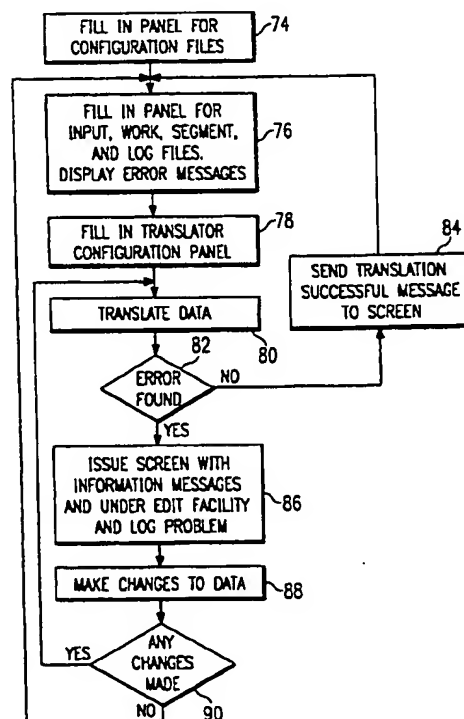 FILL IN PANEL FOR
CONFIGURATION FILES
74
FILL IN PANEL FOR
INPUT, WORK, SEGMENT,
AND LOG FILES.
DISPLAY ERROR MESSAGES
76
FILL IN TRANSLATOR
CONFIGURATION PANEL
78
84
SEND TRANSLATION
SUCCESSFUL MESSAGE
TO SCREEN
TRANSLATE DATA
80
82
ERROR
FOUND
NO
YES
ISSUE SCREEN WITH
INFORMATION MESSAGES
AND UNDER EDIT FACILITY
AND LOG PROBLEM
86
MAKE CHANGES TO DATA
88
YES
ANY
CHANGES
MADE
NO
90